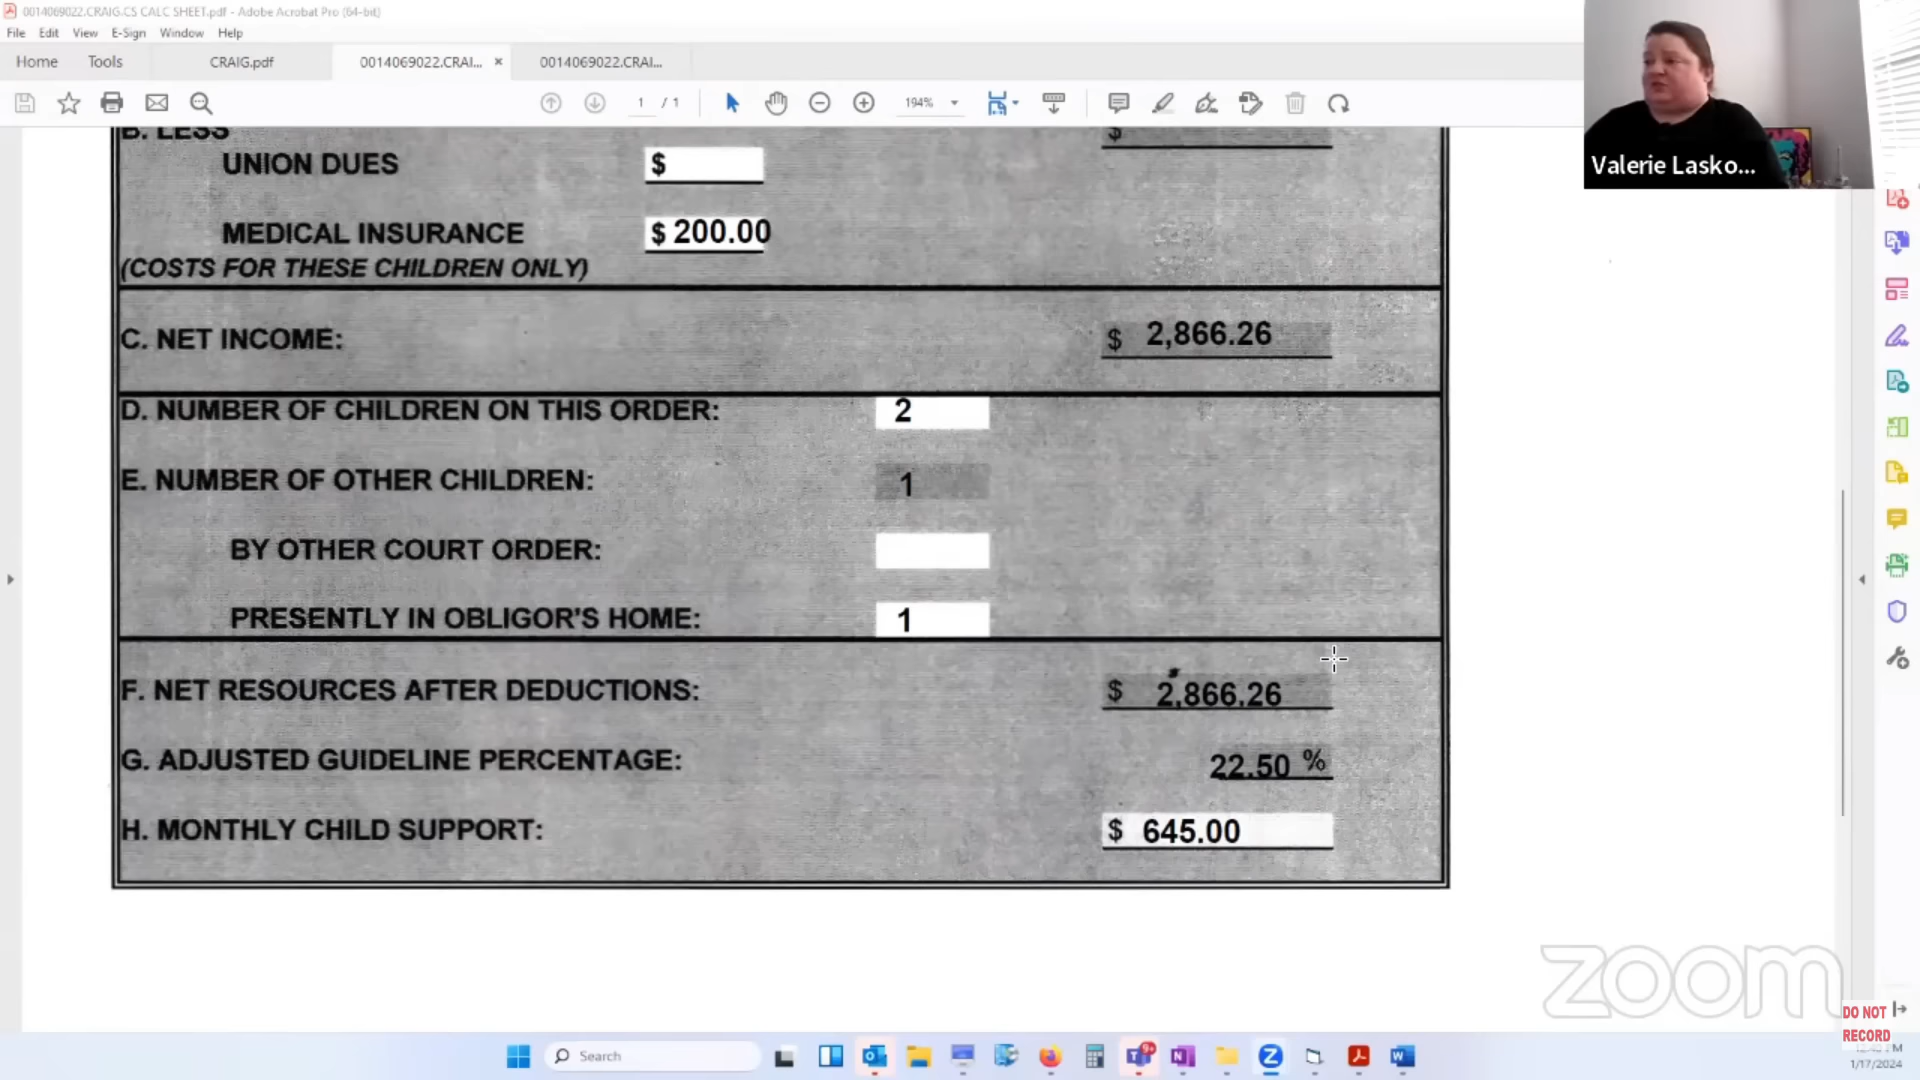 0014069022.CRAIG.CS CALC SHEET.pdf - Adobe Acrobat Pro (64-bit)
File Edit View E-Sign Window Help
Home Tools CRAIG.pdf 0014069022.CRAI... × 0014069022.CRAI...
1 / 1 194%
Valerie Lasko...
B. LESS $
UNION DUES $
MEDICAL INSURANCE $ 200.00
(COSTS FOR THESE CHILDREN ONLY)
C. NET INCOME: $ 2,866.26
D. NUMBER OF CHILDREN ON THIS ORDER: 2
E. NUMBER OF OTHER CHILDREN: 1
BY OTHER COURT ORDER:
PRESENTLY IN OBLIGOR'S HOME: 1
F. NET RESOURCES AFTER DEDUCTIONS: $ 2,866.26
G. ADJUSTED GUIDELINE PERCENTAGE: 22.50 %
H. MONTHLY CHILD SUPPORT: $ 645.00
zoom
DO NOT
RECORD
Search
1/17/2024